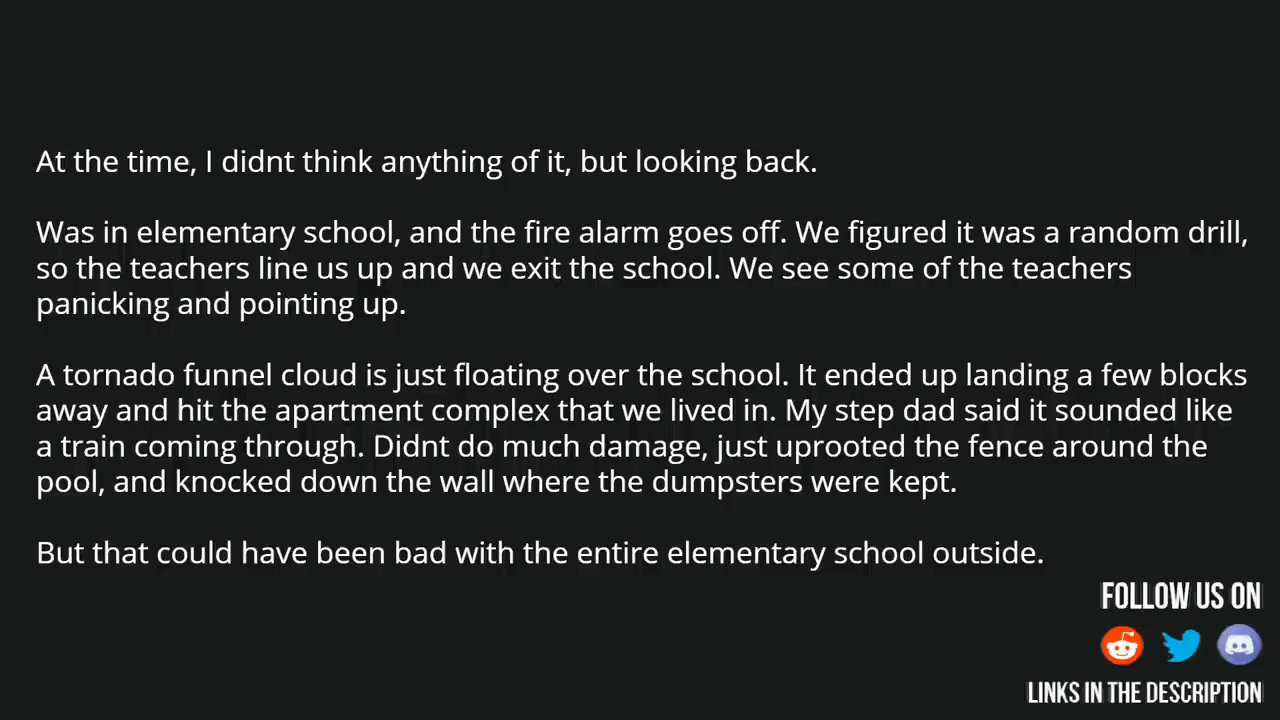 At the time, I didnt think anything of it, but looking back.
Was in elementary school, and the fire alarm goes off. We figured it was a random drill,
so the teachers line us up and we exit the school. We see some of the teachers
panicking and pointing up.
A tornado funnel cloud is just floating over the school. It ended up landing a few blocks
away and hit the apartment complex that we lived in. My step dad said it sounded like
a train coming through. Didnt do much damage, just uprooted the fence around the
pool, and knocked down the wall where the dumpsters were kept.
But that could have been bad with the entire elementary school outside.
FOLLOW US ON
LINKS IN THE DESCRIPTION